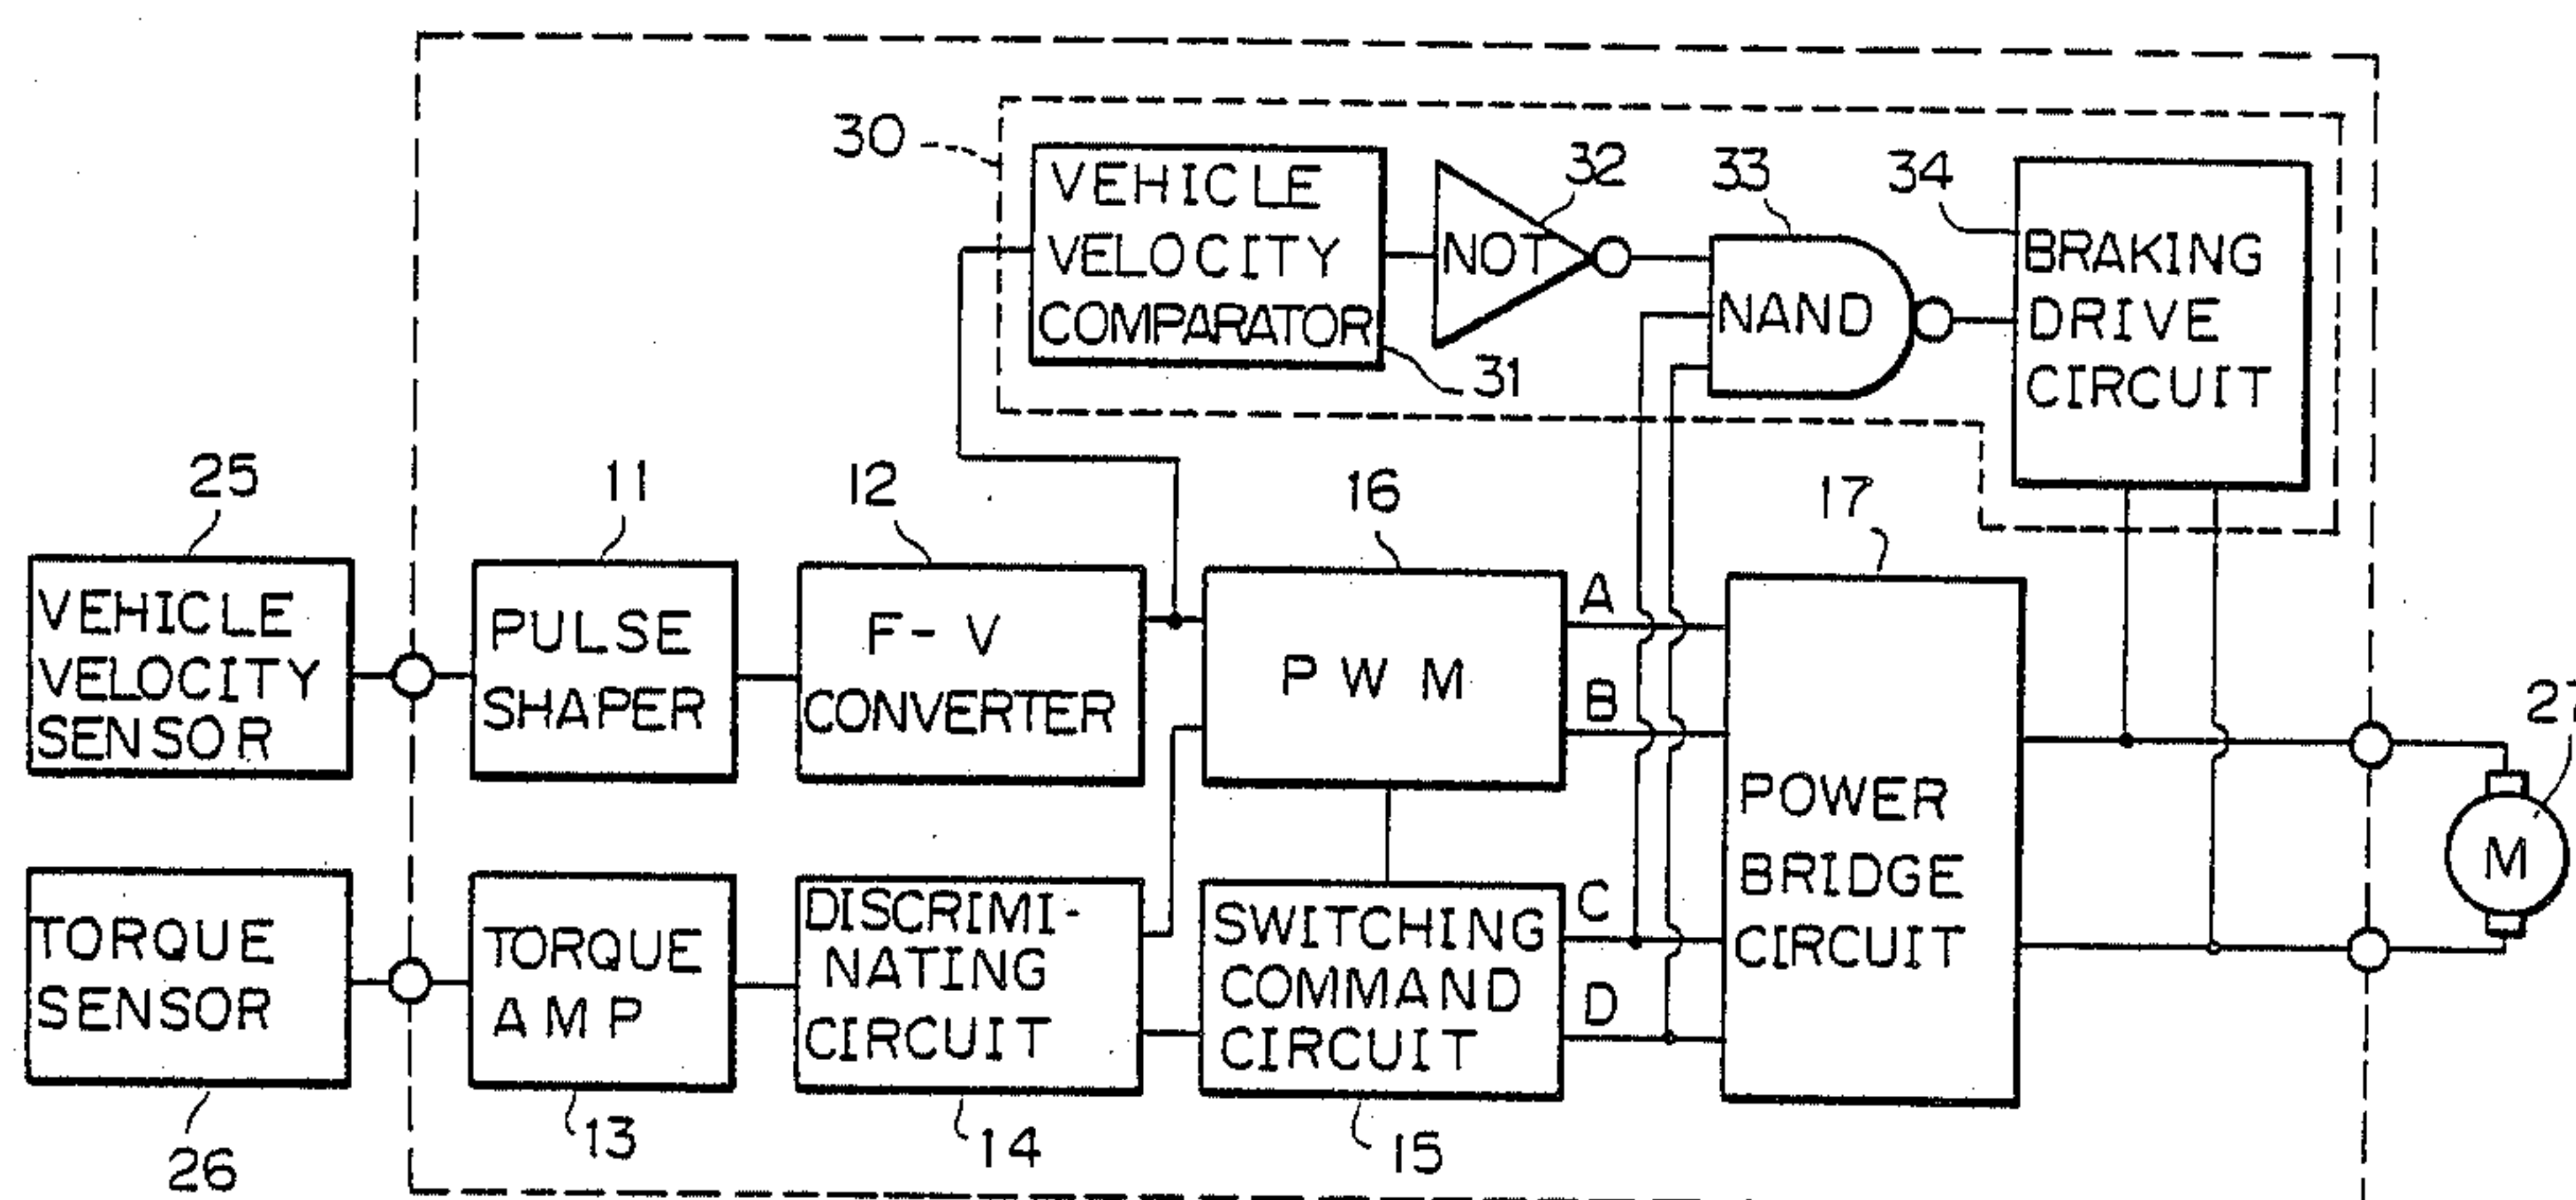 30
VEHICLE
VELOCITY
COMPARATOR
31
NOT
32
NAND
33
34
BRAKING
DRIVE
CIRCUIT
25
VEHICLE
VELOCITY
SENSOR
11
PULSE
SHAPER
12
F-V
CONVERTER
16
PWM
A
B
17
POWER
BRIDGE
CIRCUIT
27
M
TORQUE
SENSOR
26
TORQUE
AMP
13
DISCRIMI-
NATING
CIRCUIT
14
SWITCHING
COMMAND
CIRCUIT
15
C
D